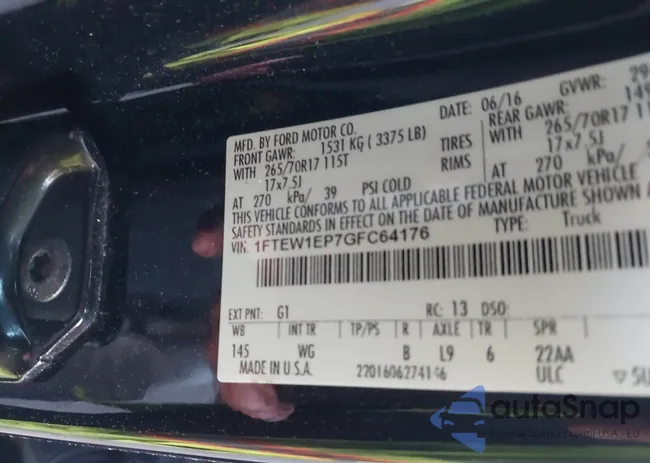 MFD. BY FORD MOTOR CO.
DATE: 06/16 GVWR: 29
FRONT GAWR: 1531 KG ( 3375 LB) REAR GAWR: 149
WITH 265/70R17 115T TIRES WITH 265/70R17 11
17x7.5J RIMS 17x7.5J
AT 270 kPa/ 39 PSI COLD AT 270 kPa/
THIS VEHICLE CONFORMS TO ALL APPLICABLE FEDERAL MOTOR VEHICLE
SAFETY STANDARDS IN EFFECT ON THE DATE OF MANUFACTURE SHOWN
VIN: 1FTEW1EP7GFC64176 TYPE: Truck
EXT PNT: G1 RC: 13 DSO:
WB INT TR TP/PS R AXLE TR SPR
145 WG B L9 6 22AA
MADE IN U.S.A. ULC
autoSnap